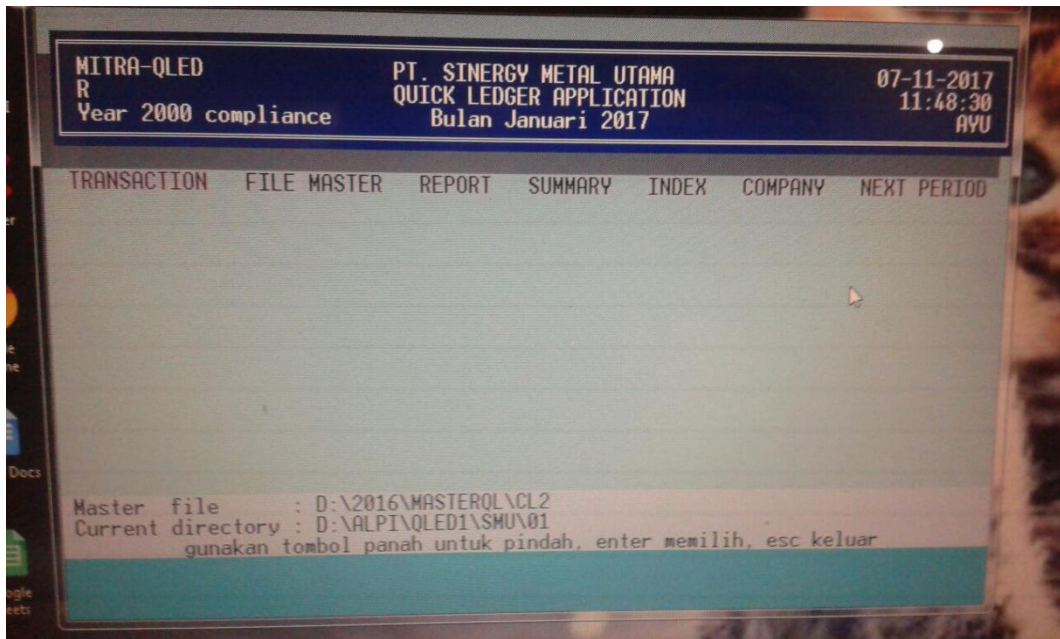 MITRA-QLED
R
Year 2000 compliance
PT. SINERGY METAL UTAMA
QUICK LEDGER APPLICATION
Bulan Januari 2017
07-11-2017
11:48:30
AYU
TRANSACTION FILE MASTER REPORT SUMMARY INDEX COMPANY NEXT PERIOD
Master file : D:\2016\MASTERQL\CL2
Current directory : D:\ALPI\QLED1\SMU\01
gunakan tombol panah untuk pindah, enter memilih, esc keluar
Docs